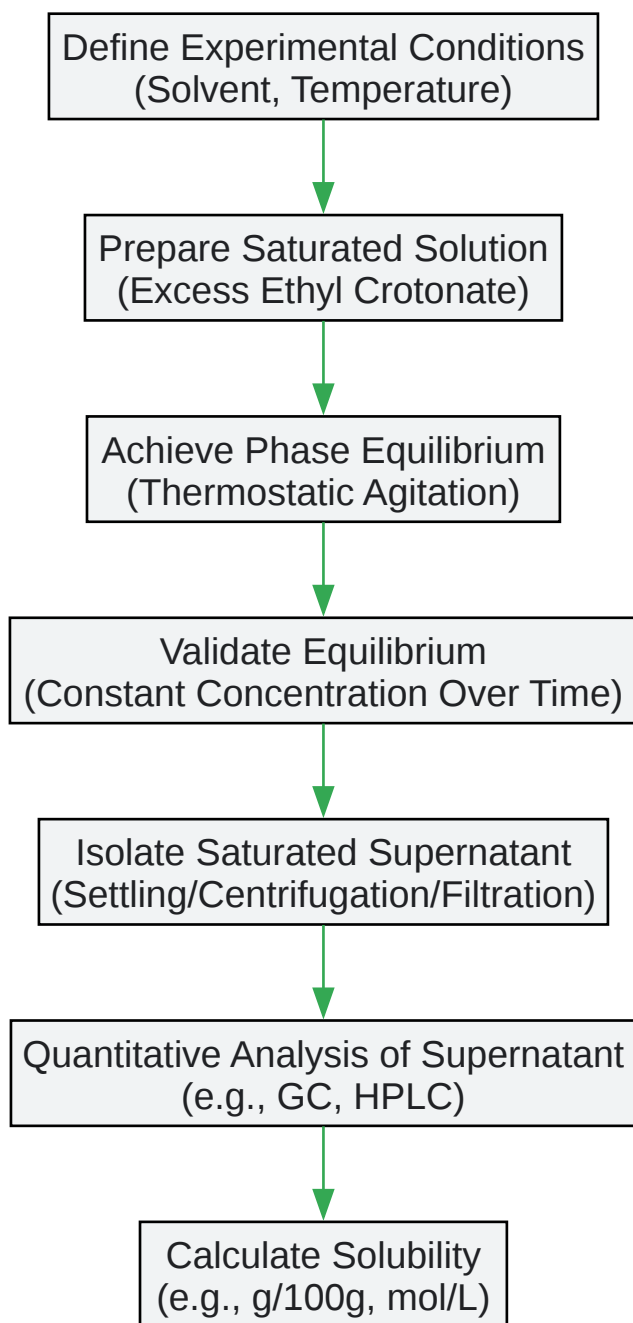 Define Experimental Conditions
(Solvent, Temperature)
Prepare Saturated Solution
(Excess Ethyl Crotonate)
Achieve Phase Equilibrium
(Thermostatic Agitation)
Validate Equilibrium
(Constant Concentration Over Time)
Isolate Saturated Supernatant
(Settling/Centrifugation/Filtration)
Quantitative Analysis of Supernatant
(e.g., GC, HPLC)
Calculate Solubility
(e.g., g/100g, mol/L)